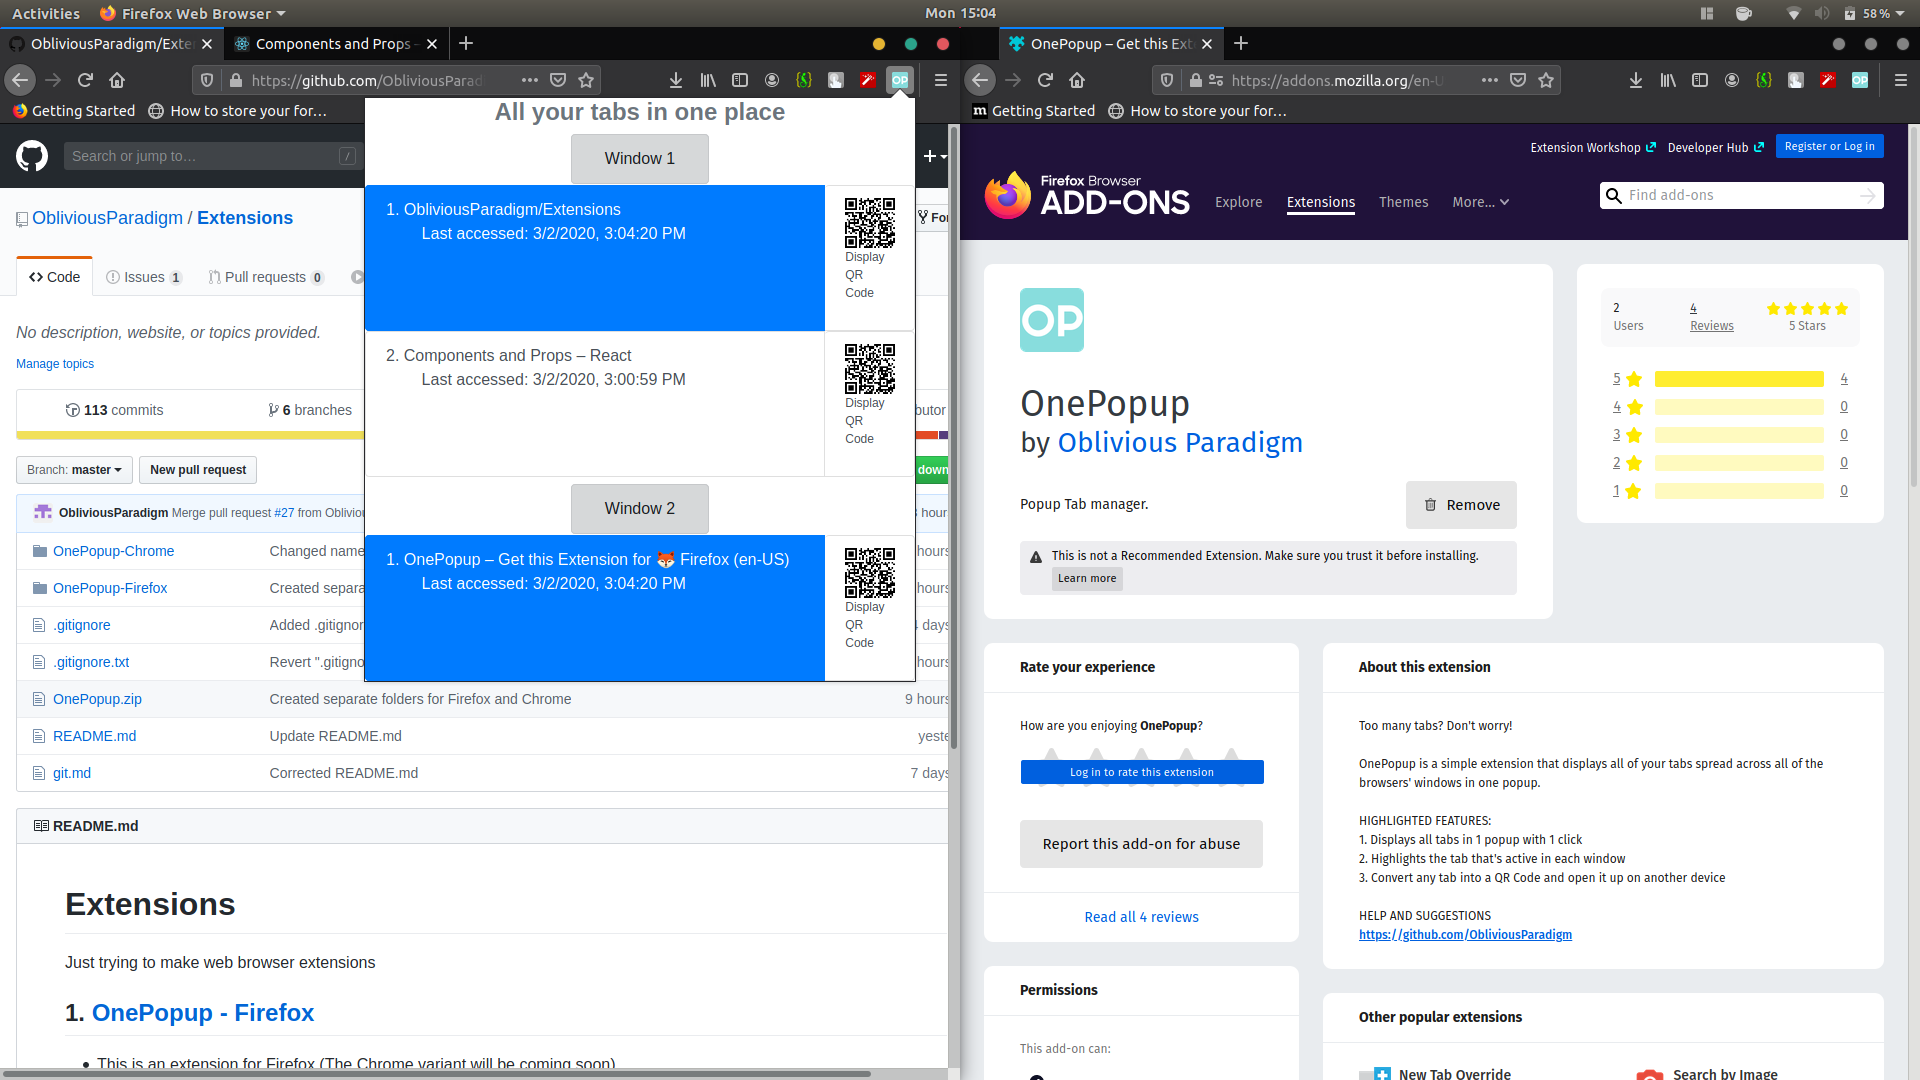 Activities
Firefox Web Browser
Mon 15:04
58 %
ObliviousParadigm/Exte
Components and Props -
https://github.com/ObliviousParad
OP
Getting Started
How to store your for…
Search or jump to…
/
ObliviousParadigm / Extensions
For
Code
Issues 1
Pull requests 0
No description, website, or topics provided.
Manage topics
113 commits
6 branches
butor
Branch: master
New pull request
down
ObliviousParadigm Merge pull request #27 from Obliviou
hour
OnePopup-Chrome
Changed name
hours
OnePopup-Firefox
Created separa
hours
.gitignore
Added .gitignor
days
.gitignore.txt
Revert ".gitigno
hours
OnePopup.zip
Created separate folders for Firefox and Chrome
9 hours
README.md
Update README.md
yeste
git.md
Corrected README.md
7 days
README.md
Extensions
Just trying to make web browser extensions
1. OnePopup - Firefox
This is an extension for Firefox (The Chrome variant will be coming soon)
All your tabs in one place
Window 1
1. ObliviousParadigm/Extensions
Last accessed: 3/2/2020, 3:04:20 PM
Display
QR
Code
2. Components and Props – React
Last accessed: 3/2/2020, 3:00:59 PM
Display
QR
Code
Window 2
1. OnePopup – Get this Extension for 🦊 Firefox (en-US)
Last accessed: 3/2/2020, 3:04:20 PM
Display
QR
Code
OnePopup – Get this Ext
https://addons.mozilla.org/en-U
OP
m Getting Started
How to store your for…
Extension Workshop
Developer Hub
Register or Log in
Firefox Browser
ADD-ONS
Explore
Extensions
Themes
More…
Find add-ons
OP
OnePopup
by Oblivious Paradigm
Popup Tab manager.
Remove
This is not a Recommended Extension. Make sure you trust it before installing.
Learn more
2
Users
4
Reviews
5 Stars
5 4
4 0
3 0
2 0
1 0
Rate your experience
How are you enjoying OnePopup?
Log in to rate this extension
Report this add-on for abuse
Read all 4 reviews
Permissions
This add-on can:
About this extension
Too many tabs? Don't worry!
OnePopup is a simple extension that displays all of your tabs spread across all of the
browsers' windows in one popup.
HIGHLIGHTED FEATURES:
1. Displays all tabs in 1 popup with 1 click
2. Highlights the tab that's active in each window
3. Convert any tab into a QR Code and open it up on another device
HELP AND SUGGESTIONS
https://github.com/ObliviousParadigm
Other popular extensions
New Tab Override
Search by Image